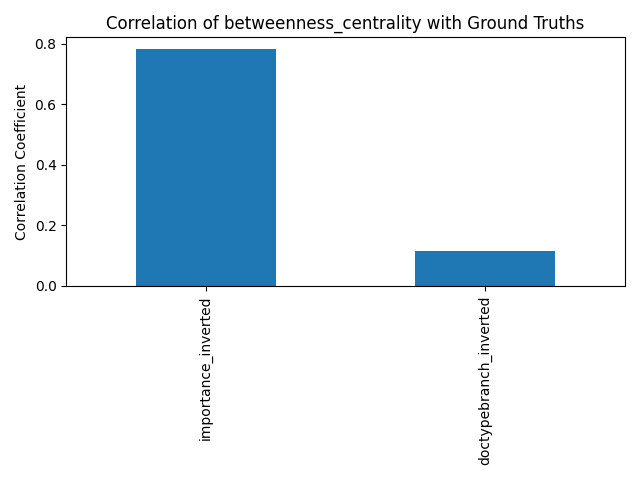 Correlation of betweenness_centrality with Ground Truths
Correlation Coefficient
0.8
0.6
0.4
0.2
0.0
importance_inverted
doctypebranch_inverted